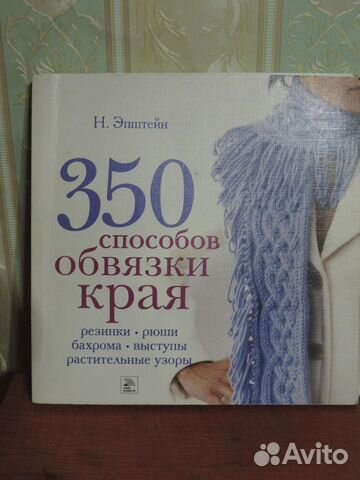 Н. Эпштейн
350
способов
обвязки
края
резинки • рюши
бахрома • выступы
растительные узоры
Avito